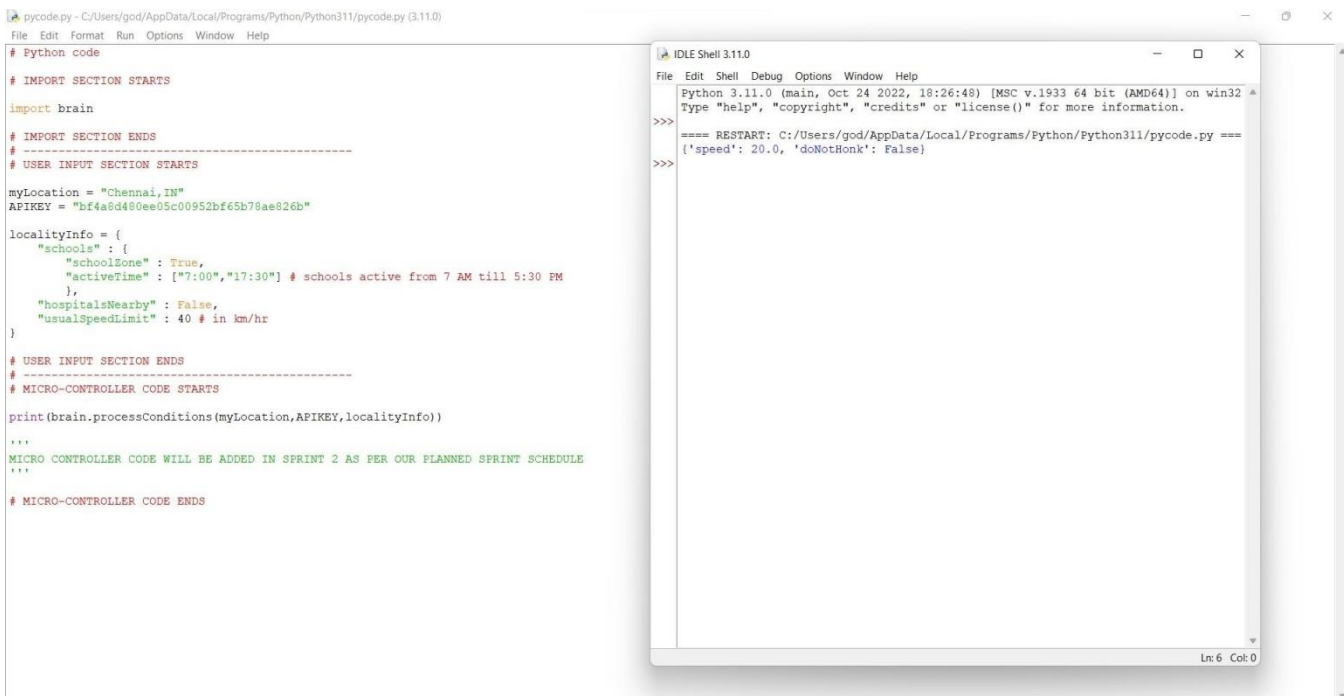 pycode.py - C:/Users/god/AppData/Local/Programs/Python/Python311/pycode.py (3.11.0)
File Edit Format Run Options Window Help
# Python code
# IMPORT SECTION STARTS
import brain
# IMPORT SECTION ENDS
# -----------------------------------------------
# USER INPUT SECTION STARTS
myLocation = "Chennai,IN"
APIKEY = "bf4a8d480ee05c00952bf65b78ae826b"
localityInfo = {
    "schools" : {
        "schoolZone" : True,
        "activeTime" : ["7:00","17:30"] # schools active from 7 AM till 5:30 PM
        },
    "hospitalsNearby" : False,
    "usualSpeedLimit" : 40 # in km/hr
}
# USER INPUT SECTION ENDS
# -----------------------------------------------
# MICRO-CONTROLLER CODE STARTS
print(brain.processConditions(myLocation,APIKEY,localityInfo))
'''
MICRO CONTROLLER CODE WILL BE ADDED IN SPRINT 2 AS PER OUR PLANNED SPRINT SCHEDULE
'''
# MICRO-CONTROLLER CODE ENDS
IDLE Shell 3.11.0
File Edit Shell Debug Options Window Help
Python 3.11.0 (main, Oct 24 2022, 18:26:48) [MSC v.1933 64 bit (AMD64)] on win32
Type "help", "copyright", "credits" or "license()" for more information.
>>>
==== RESTART: C:/Users/god/AppData/Local/Programs/Python/Python311/pycode.py ===
{'speed': 20.0, 'doNotHonk': False}
>>>
Ln: 6 Col: 0